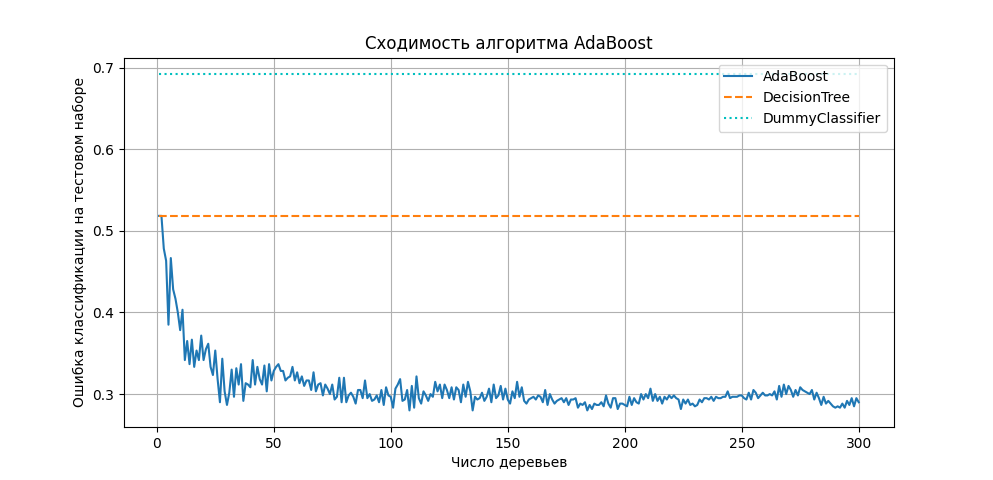 Сходимость алгоритма AdaBoost
Ошибка классификации на тестовом наборе
0.7
0.6
0.5
0.4
0.3
AdaBoost
DecisionTree
DummyClassifier
0
50
100
150
200
250
300
Число деревьев